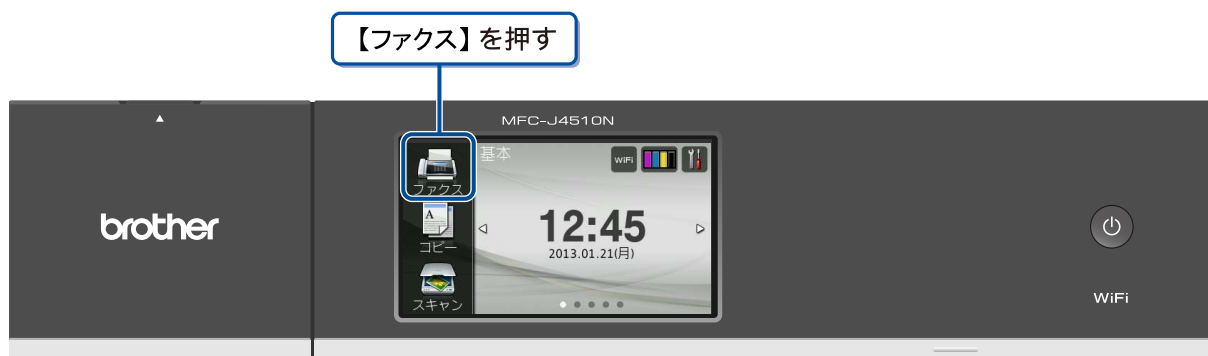 【ファクス】を押す
MFC-J4510N
基本
WiFi
ファクス
A
コピー
12:45
2013.01.21(月)
スキャン
brother
WiFi